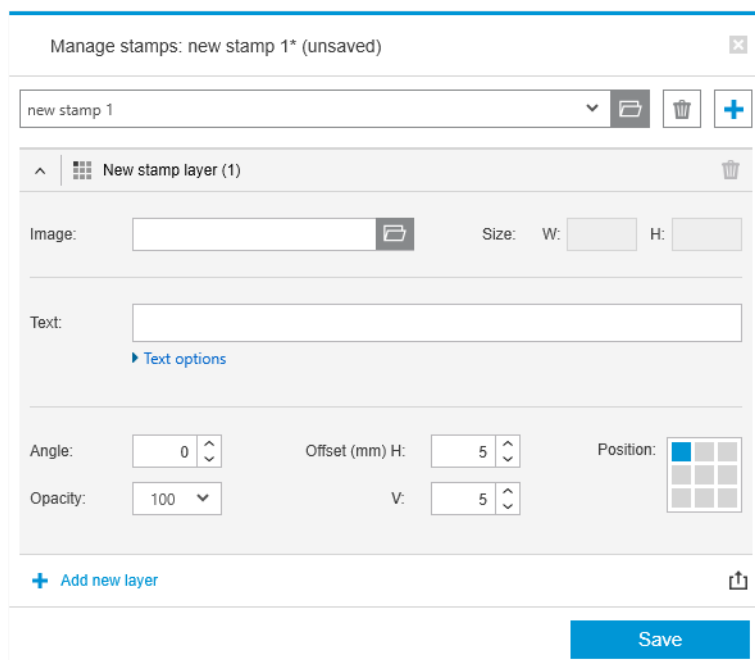 Manage stamps: new stamp 1* (unsaved)
new stamp 1
New stamp layer (1)
Image: Size: W: H:
Text:
Text options
Angle: 0 Offset (mm) H: 5 Position:
Opacity: 100 V: 5
Add new layer
Save